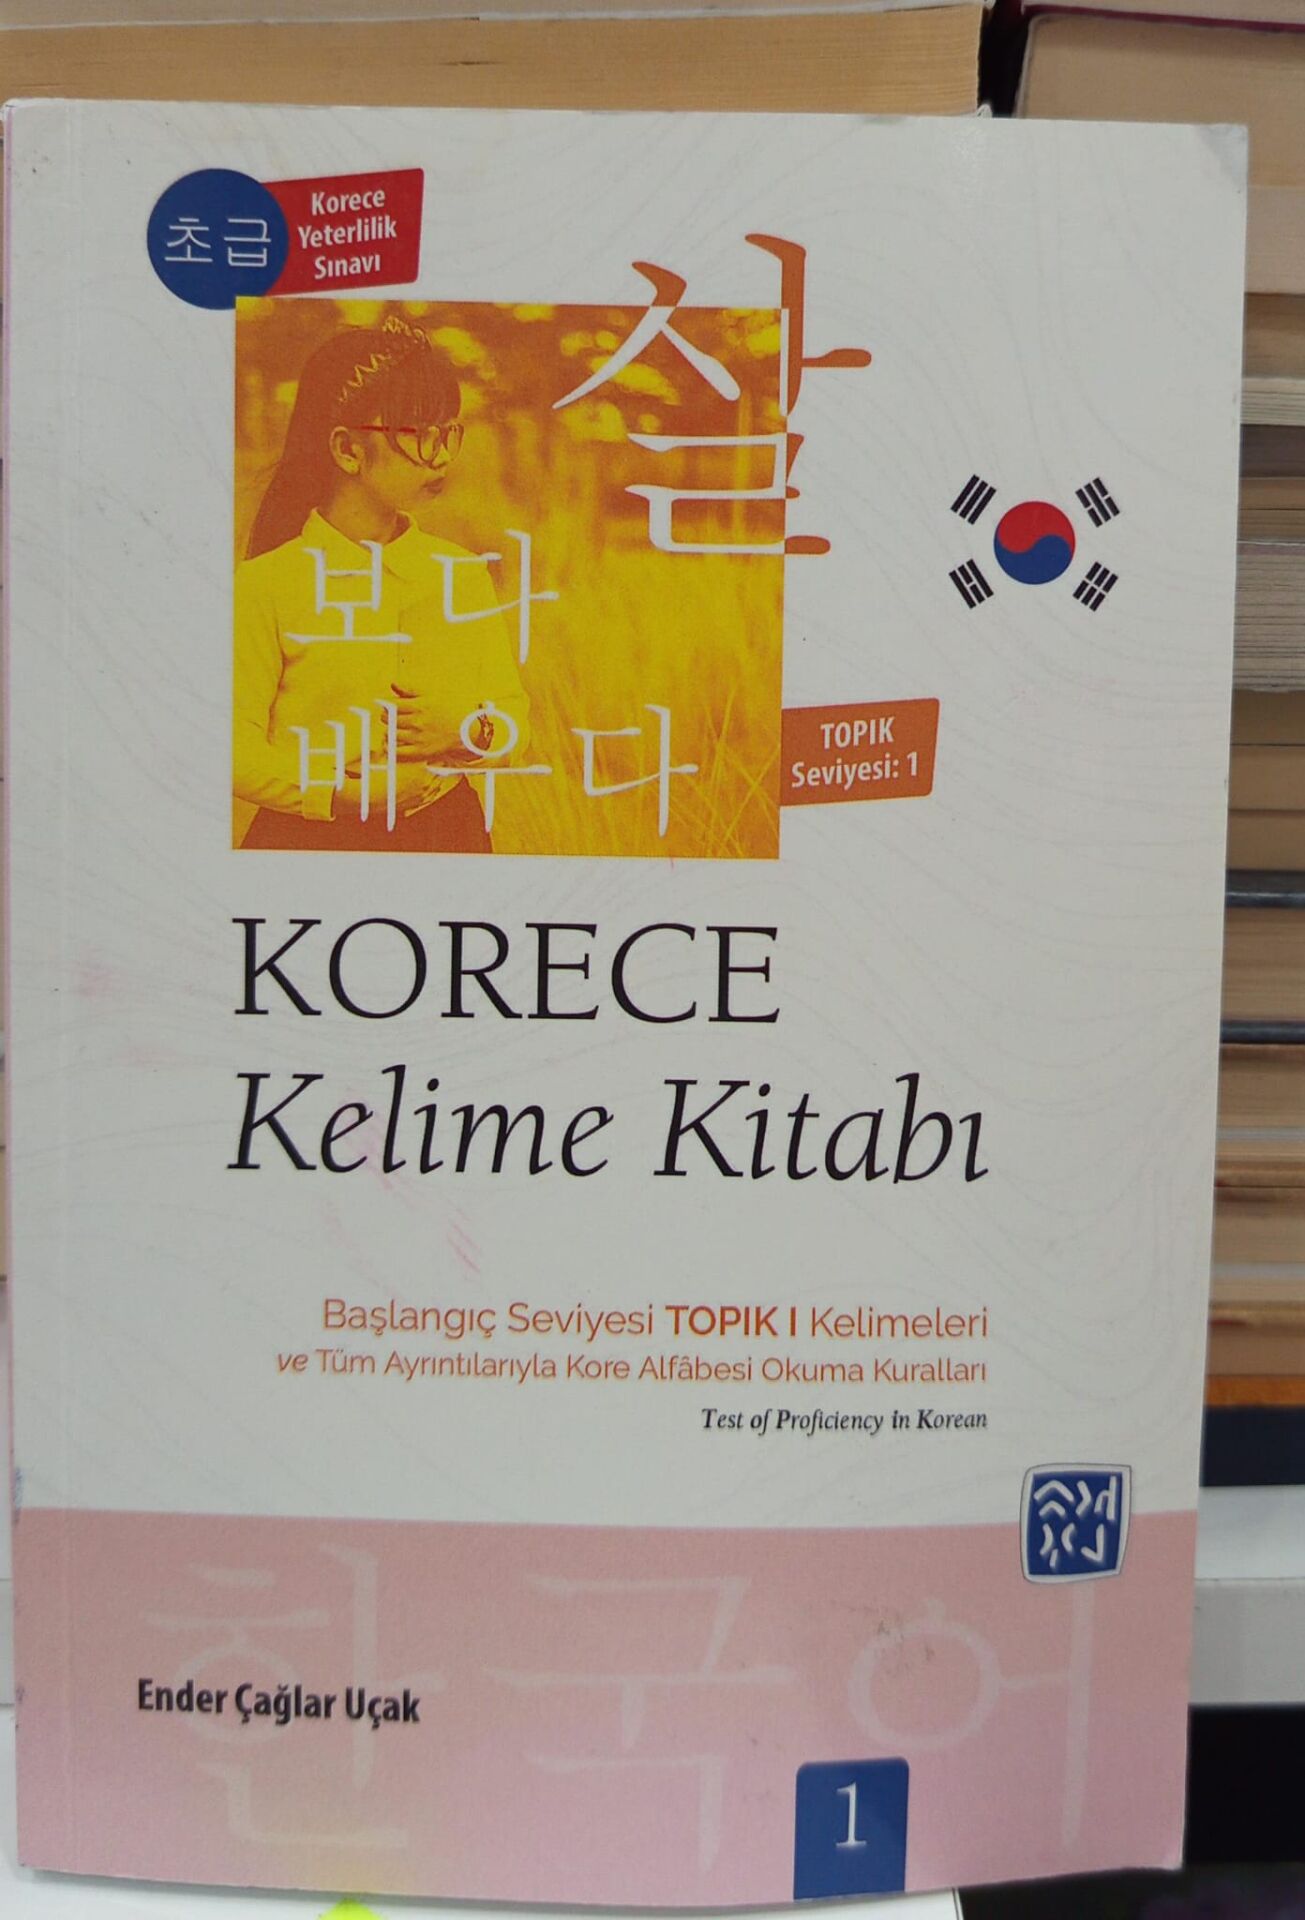 초급
Korece
Yeterlilik
Sınavı
살
보다
배우다
TOPIK
Seviyesi: 1
KORECE
Kelime Kitabı
Başlangıç Seviyesi TOPIK I Kelimeleri
ve Tüm Ayrıntılarıyla Kore Alfâbesi Okuma Kuralları
Test of Proficiency in Korean
한국어
Ender Çağlar Uçak
1